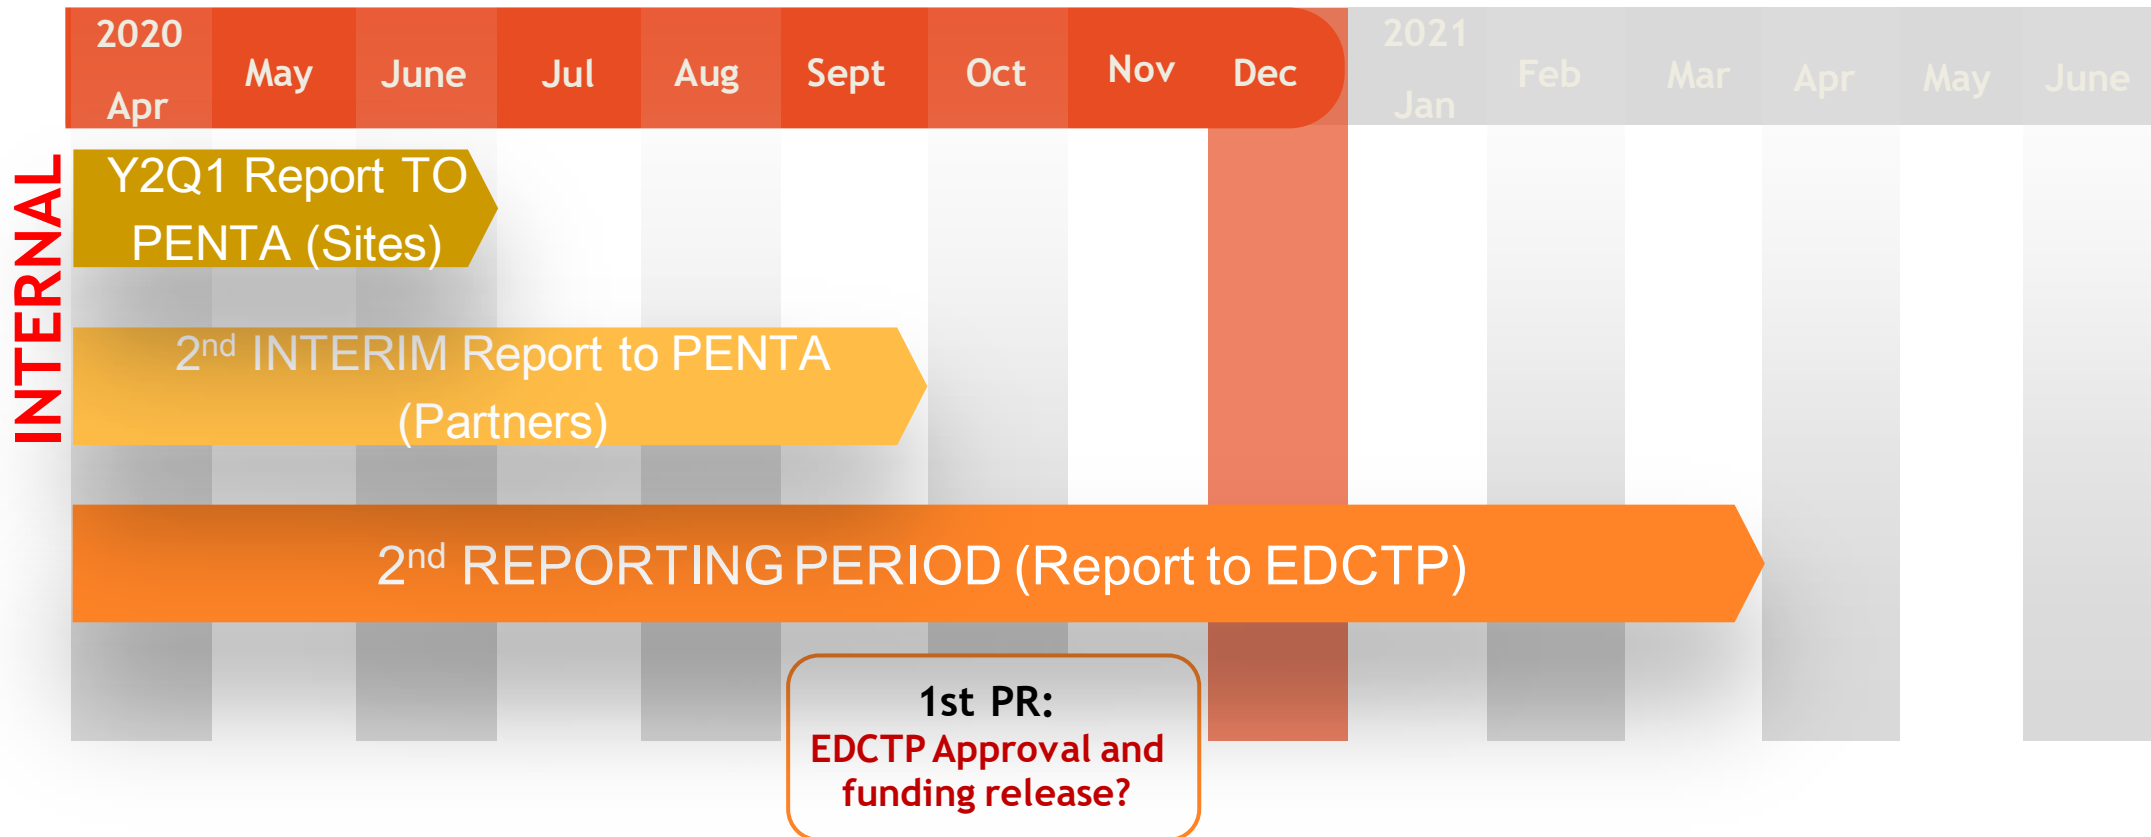 2020
Apr
May
June
Jul
Aug
Sept
Oct
Nov
Dec
2021
Jan
Feb
Mar
Apr
May
June
INTERNAL
Y2Q1 Report TO
PENTA (Sites)
2nd INTERIM Report to PENTA
(Partners)
2nd REPORTING PERIOD (Report to EDCTP)
1st PR:
EDCTP Approval and
funding release?